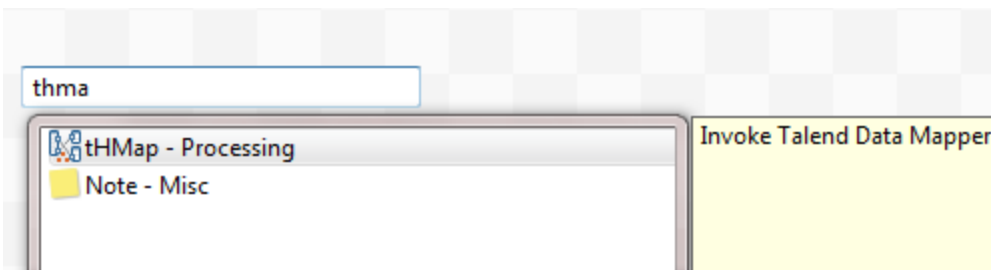 thma
tHMap - Processing
Invoke Talend Data Mapper
Note - Misc